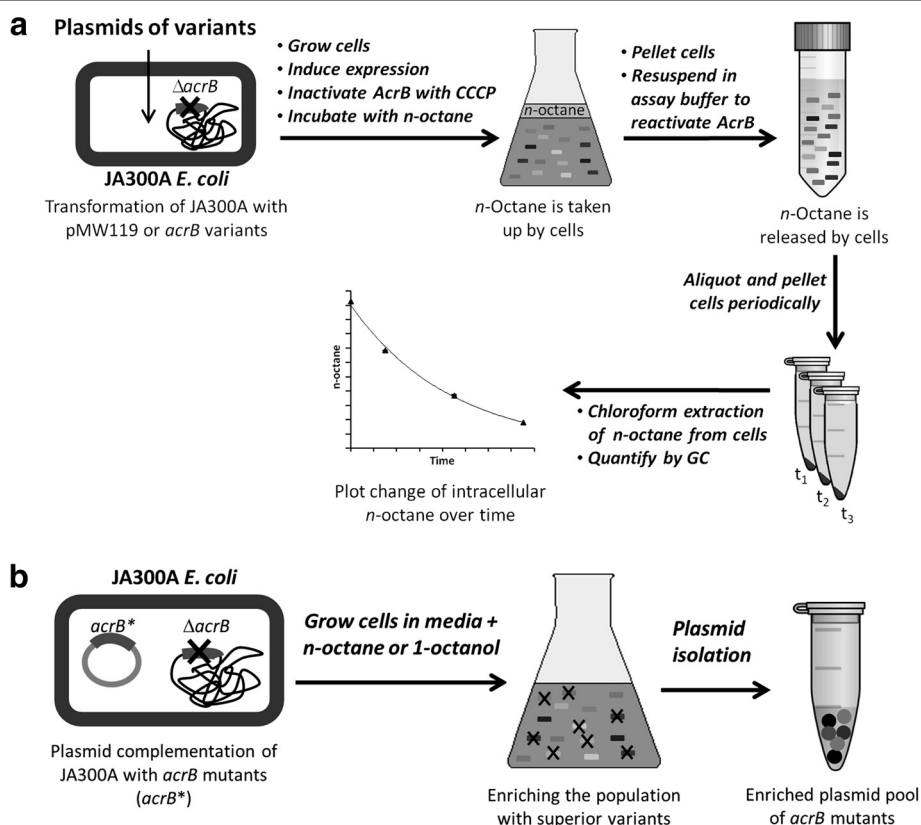 a
Plasmids of variants
ΔacrB
JA300A E. coli
Transformation of JA300A with
pMW119 or acrB variants
• Grow cells
• Induce expression
• Inactivate AcrB with CCCP
• Incubate with n-octane
n-octane
n-Octane is taken
up by cells
• Pellet cells
• Resuspend in
assay buffer to
reactivate AcrB
n-Octane is
released by cells
Aliquot and pellet
cells periodically
t1
t2
t3
• Chloroform extraction
of n-octane from cells
• Quantify by GC
n-octane
Time
Plot change of intracellular
n-octane over time
b
JA300A E. coli
acrB*
ΔacrB
Plasmid complementation of
JA300A with acrB mutants
(acrB*)
Grow cells in media +
n-octane or 1-octanol
Enriching the population
with superior variants
Plasmid
isolation
Enriched plasmid pool
of acrB mutants